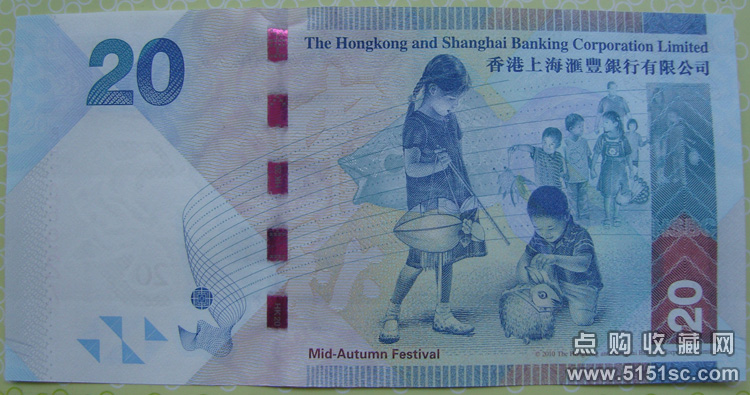 20
The Hongkong and Shanghai Banking Corporation Limited
香港上海滙豐銀行有限公司
20
Mid-Autumn Festival
点购收藏网
www.5151sc.com